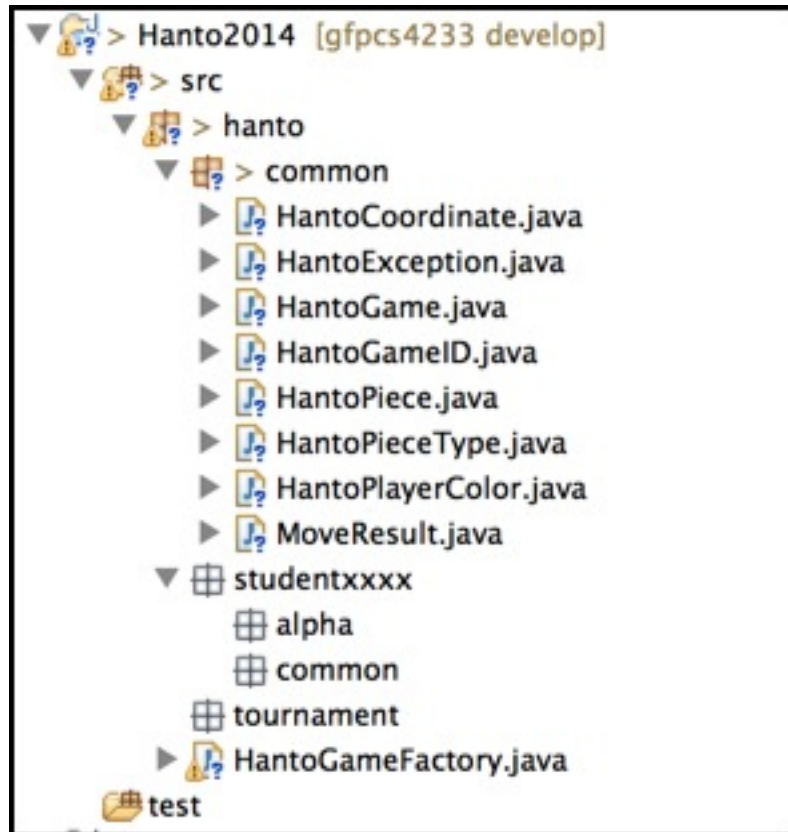 > Hanto2014 [gfpcs4233 develop]
> src
> hanto
> common
HantoCoordinate.java
HantoException.java
HantoGame.java
HantoGameID.java
HantoPiece.java
HantoPieceType.java
HantoPlayerColor.java
MoveResult.java
studentxxxx
alpha
common
tournament
HantoGameFactory.java
test